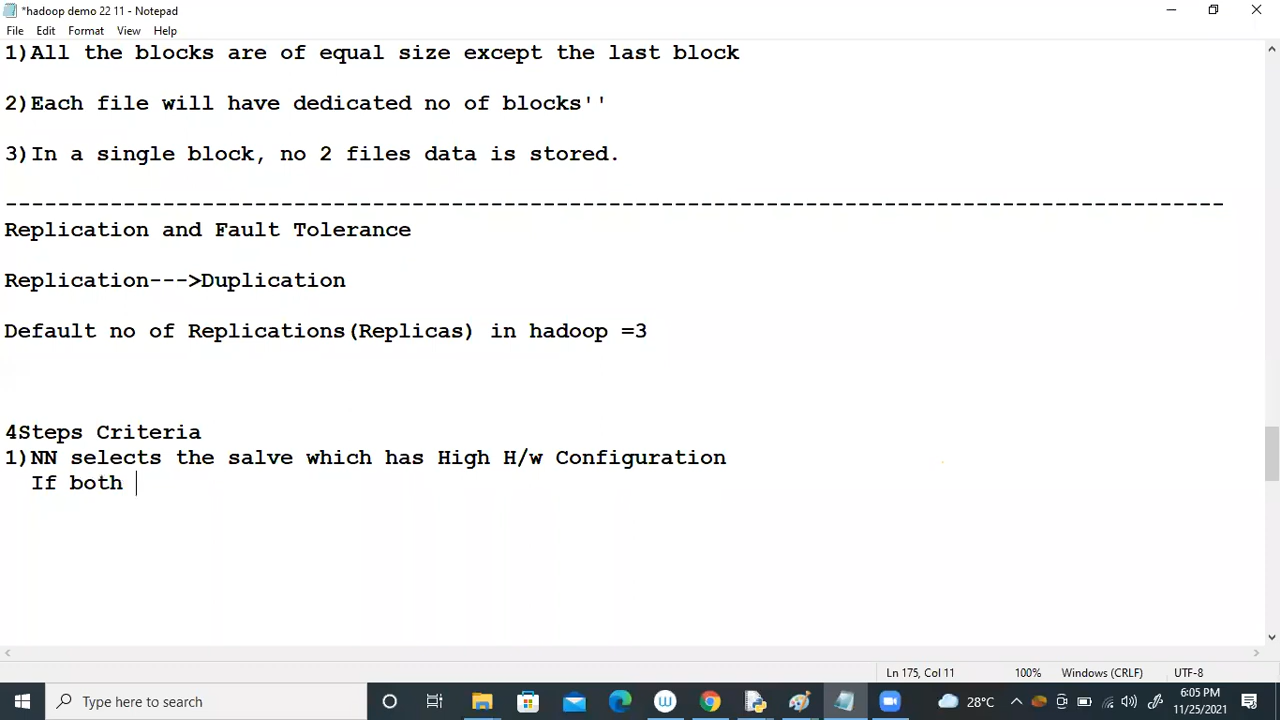 *hadoop demo 22 11 - Notepad
File Edit Format View Help
1)All the blocks are of equal size except the last block
2)Each file will have dedicated no of blocks''
3)In a single block, no 2 files data is stored.
---------------------------------------------------------------------------------------------
Replication and Fault Tolerance
Replication--->Duplication
Default no of Replications(Replicas) in hadoop =3
4Steps Criteria
1)NN selects the salve which has High H/w Configuration
If both
Ln 175, Col 11 100% Windows (CRLF) UTF-8
Type here to search 28°C 6:05 PM
11/25/2021